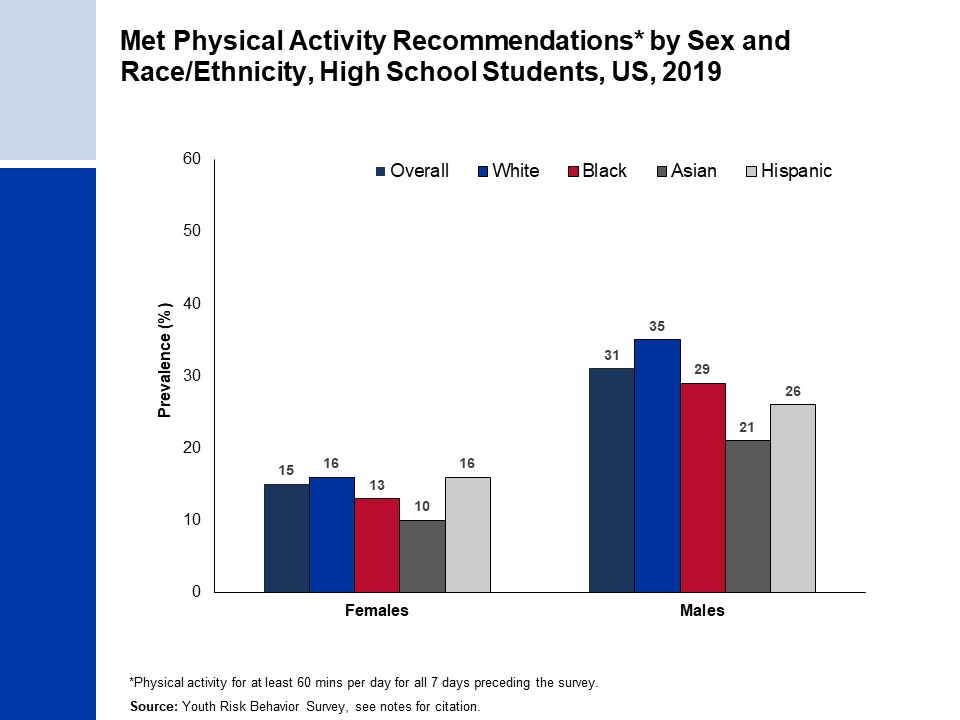 Met Physical Activity Recommendations* by Sex and
Race/Ethnicity, High School Students, US, 2019
60
50
40
30
20
10
0
Prevalence (%)
Overall White Black Asian Hispanic
15 16 13 10 16
31 35 29 21 26
Females Males
*Physical activity for at least 60 mins per day for all 7 days preceding the survey.
Source: Youth Risk Behavior Survey, see notes for citation.